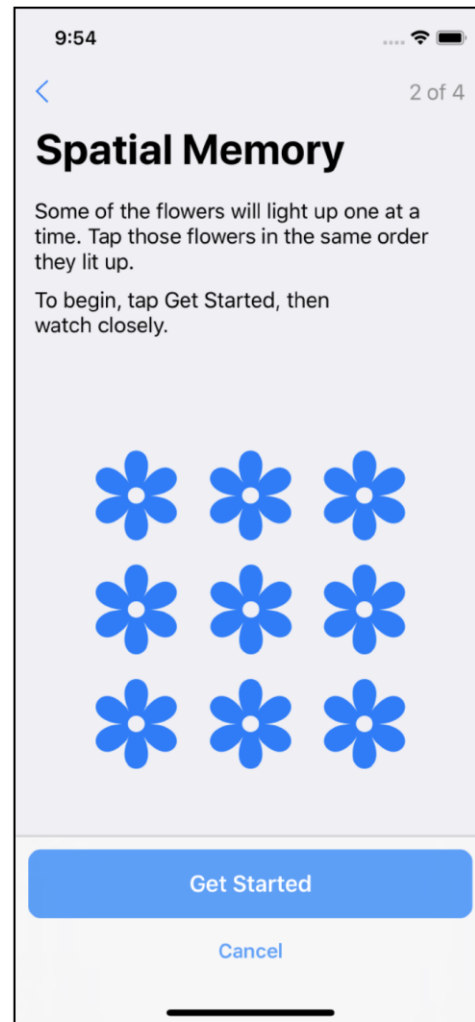 9:54
2 of 4
Spatial Memory
Some of the flowers will light up one at a
time. Tap those flowers in the same order
they lit up.
To begin, tap Get Started, then
watch closely.
Get Started
Cancel